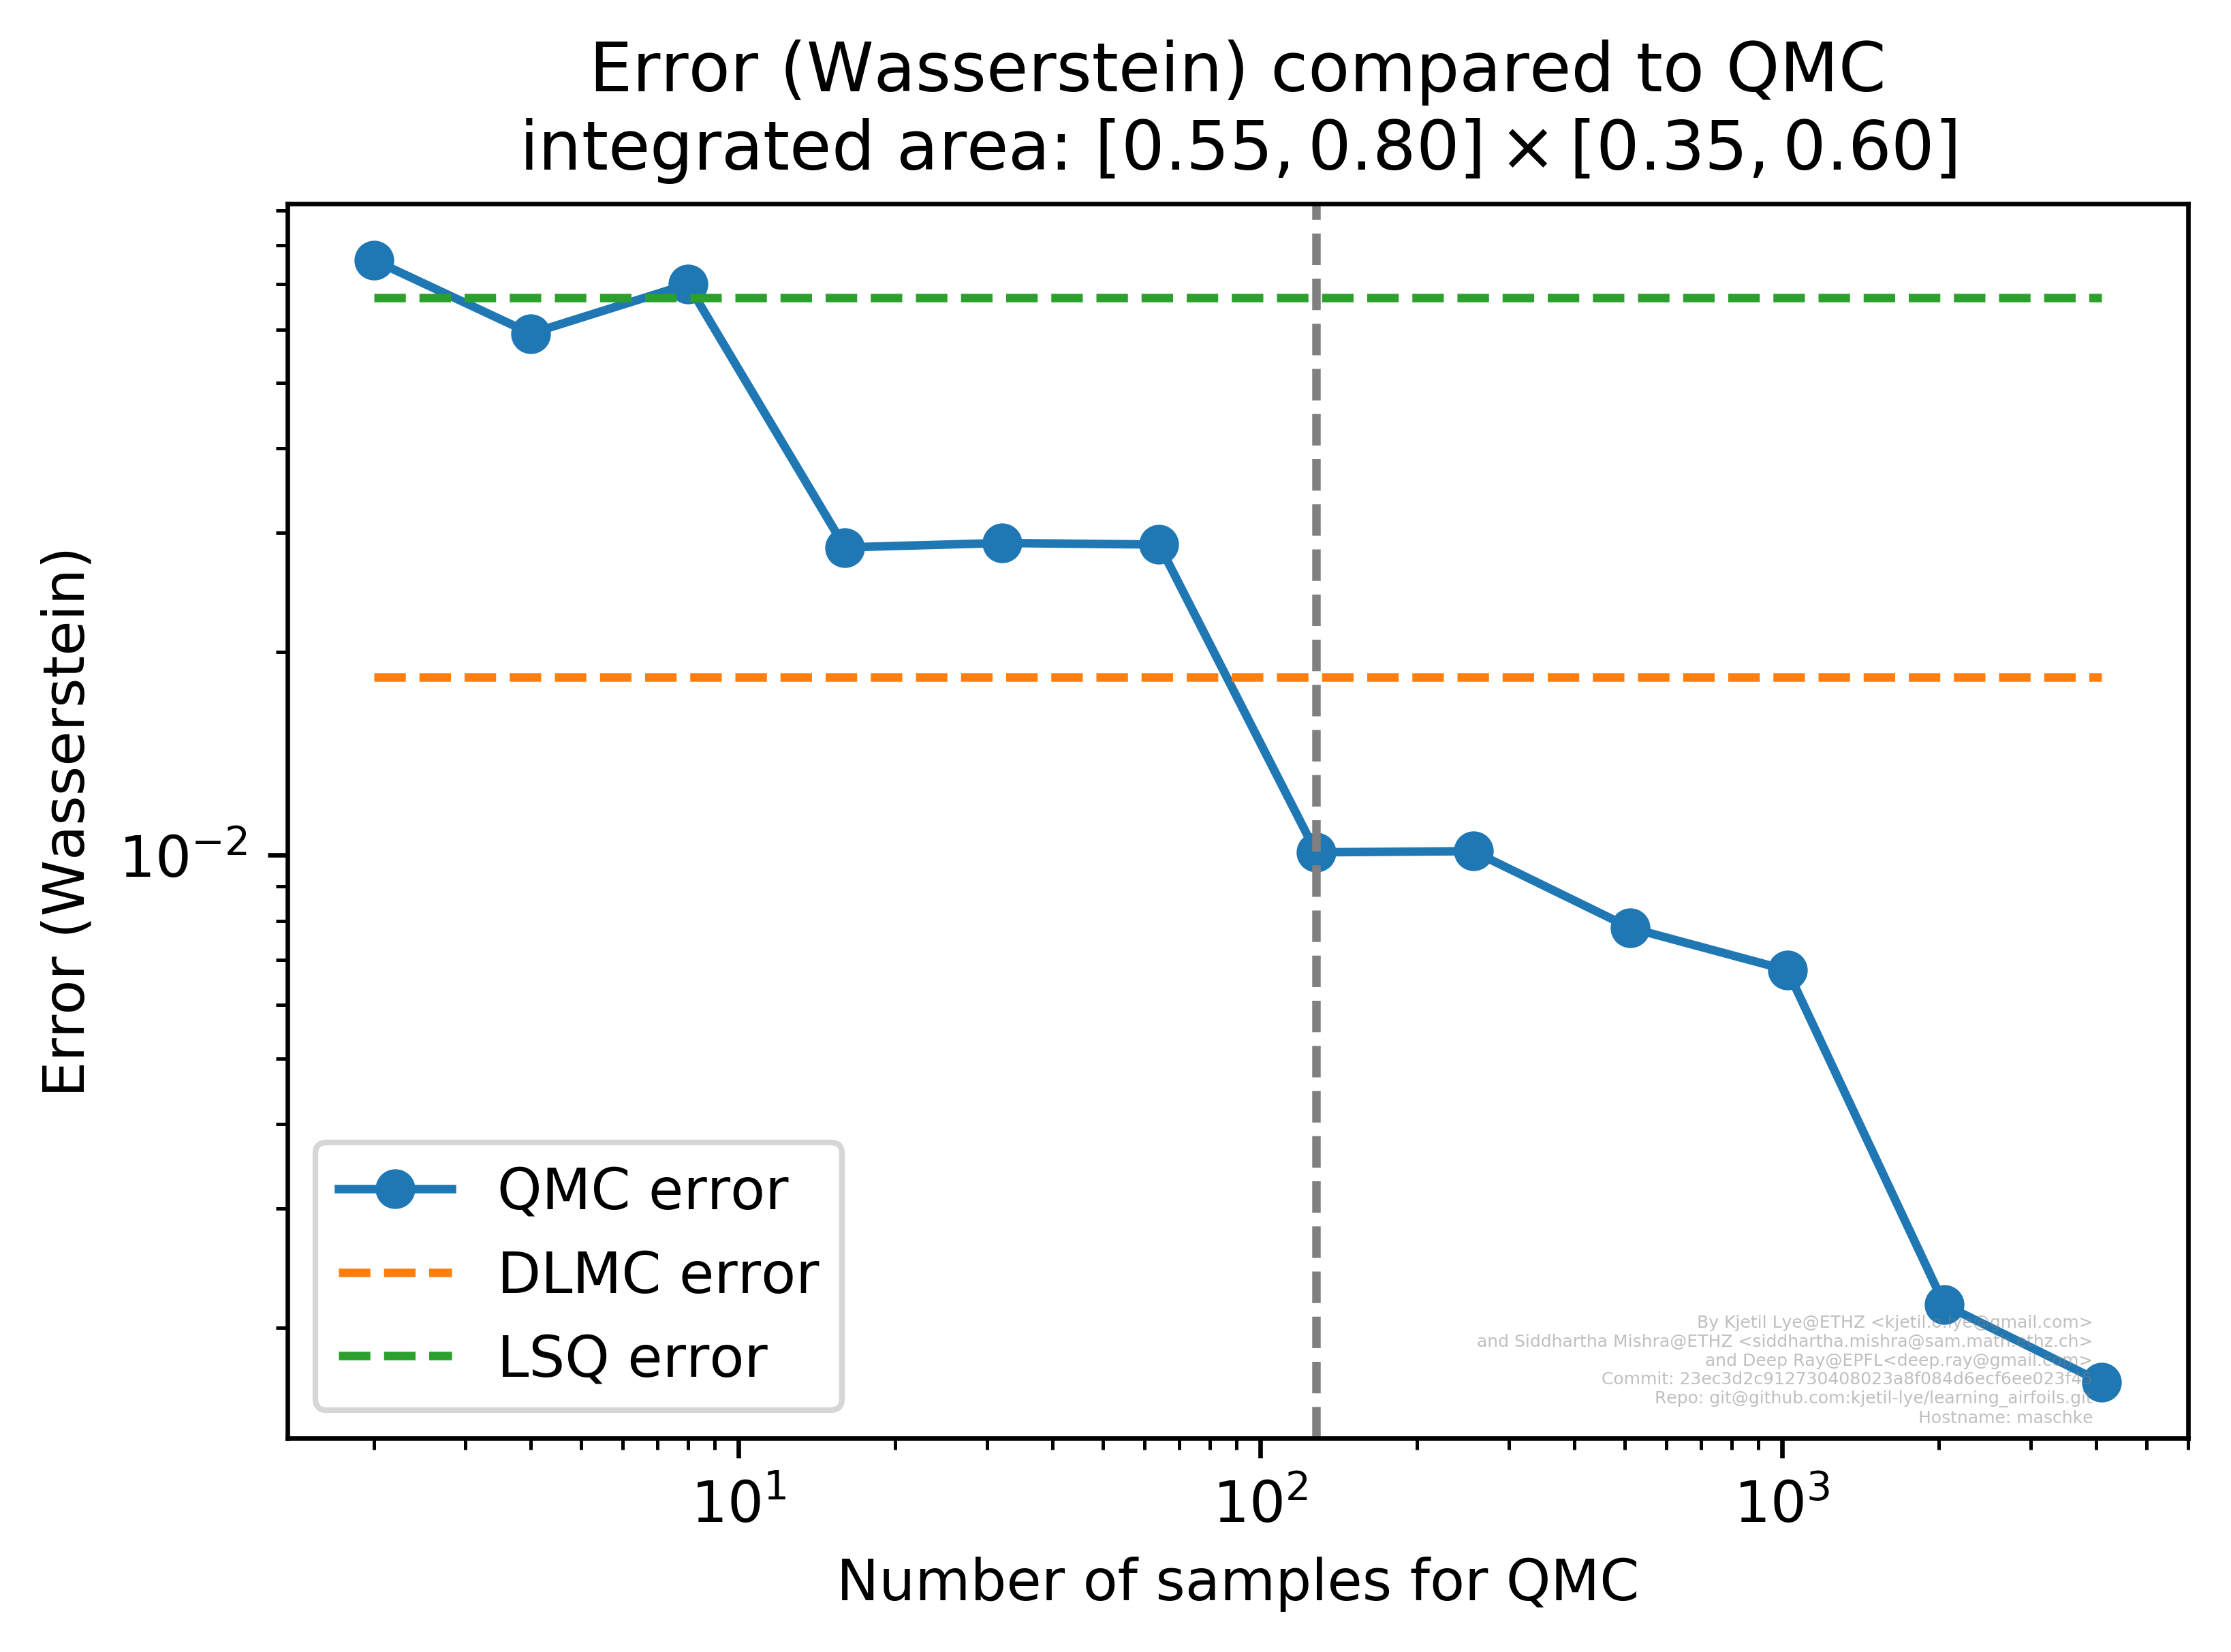 Error (Wasserstein) compared to QMC
integrated area: [0.55, 0.80] × [0.35, 0.60]
Error (Wasserstein)
10⁻²
QMC error
DLMC error
LSQ error
By Kjetil Lye@ETHZ <kjetil.o.lye@gmail.com>
and Siddhartha Mishra@ETHZ <siddhartha.mishra@sam.math.ethz.ch>
and Deep Ray@EPFL<deep.ray@gmail.com>
Commit:
Repo: git@github.com:kjetil-lye/learning_airfoils.git
Hostname: maschke
10¹ 10² 10³
Number of samples for QMC